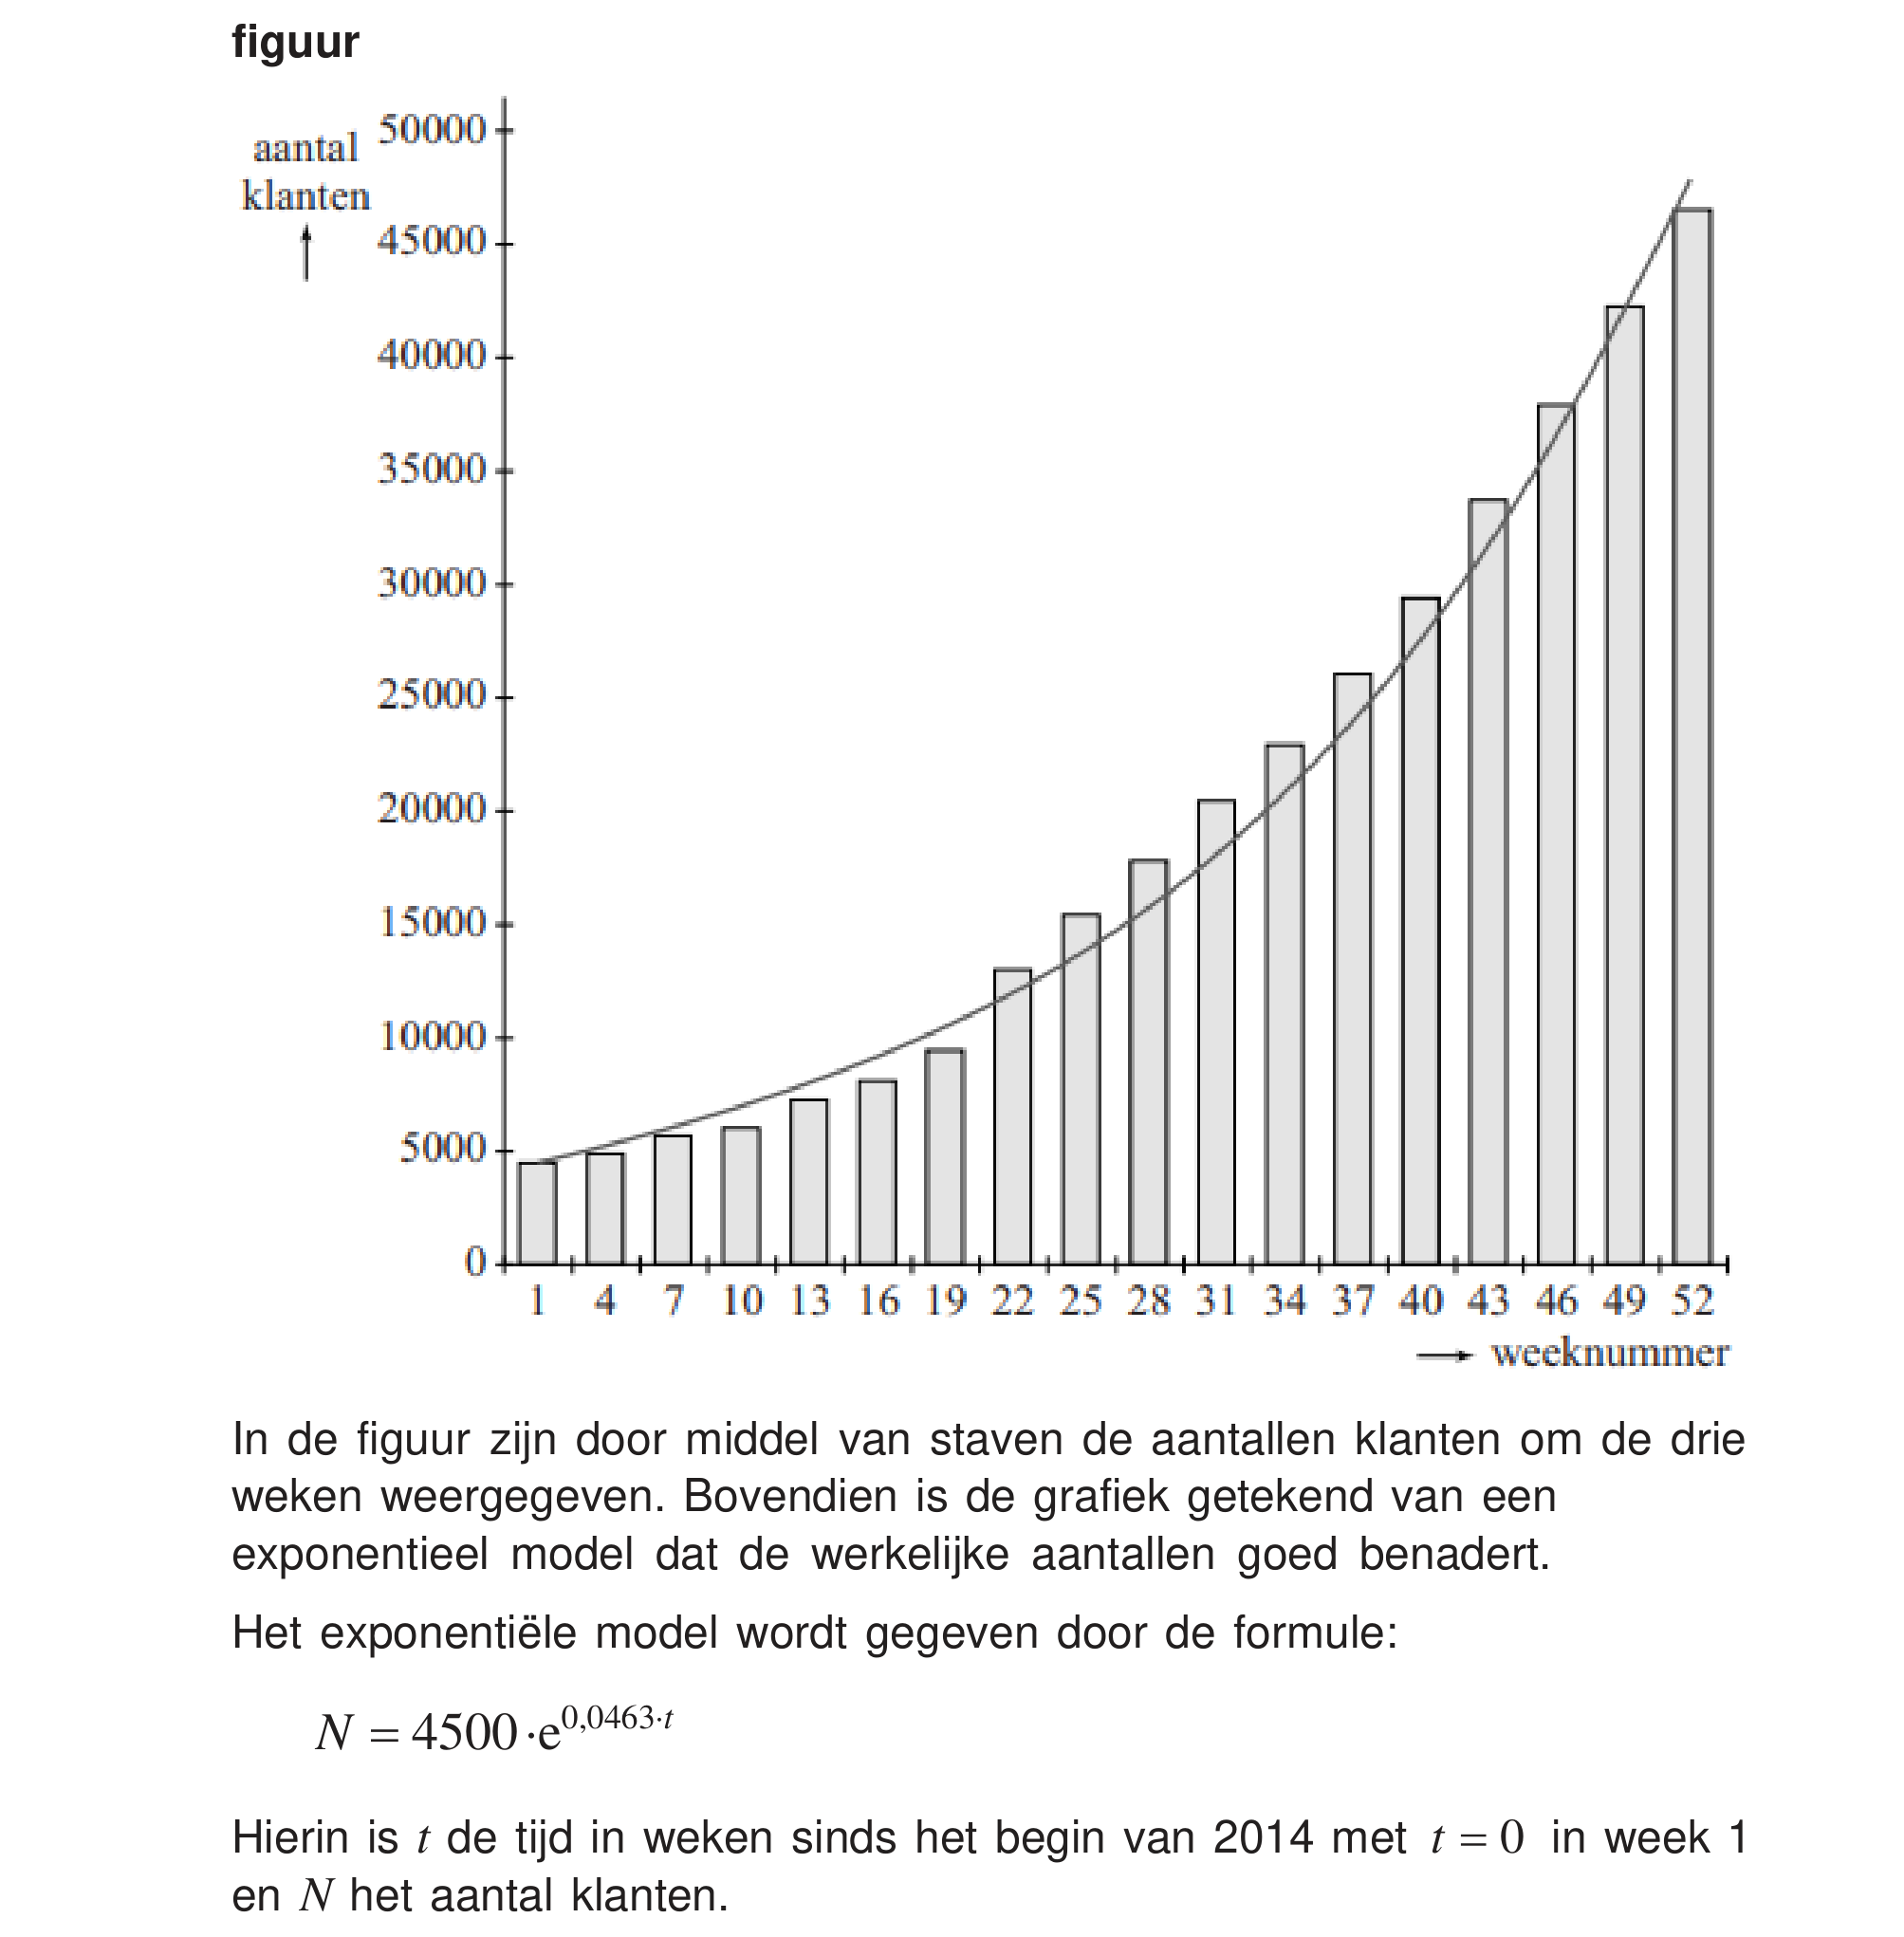 figuur
aantal
klanten
50000
45000
40000
35000
30000
25000
20000
15000
10000
5000
0
1 4 7 10 13 16 19 22 25 28 31 34 37 40 43 46 49 52
weeknummer
In de figuur zijn door middel van staven de aantallen klanten om de drie
weken weergegeven. Bovendien is de grafiek getekend van een
exponentieel model dat de werkelijke aantallen goed benadert.
Het exponentiële model wordt gegeven door de formule:
N = 4500 · e^{0,0463·t}
Hierin is t de tijd in weken sinds het begin van 2014 met t = 0 in week 1
en N het aantal klanten.